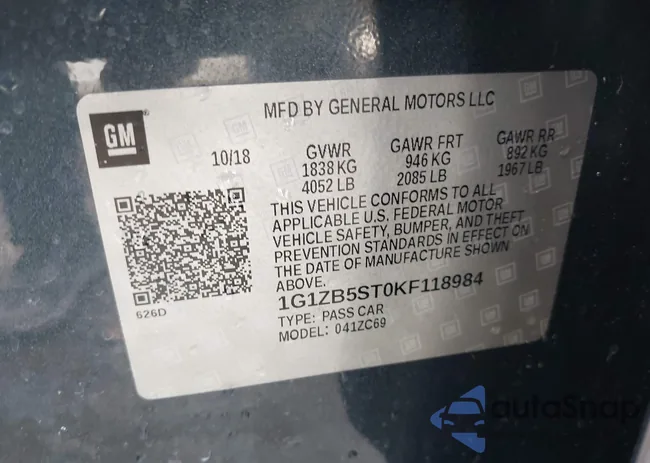 MFD BY GENERAL MOTORS LLC
GM
10/18
GVWR GAWR FRT GAWR RR
1838 KG 946 KG 892 KG
4052 LB 2085 LB 1967 LB
THIS VEHICLE CONFORMS TO ALL
APPLICABLE U.S. FEDERAL MOTOR
VEHICLE SAFETY, BUMPER, AND THEFT
PREVENTION STANDARDS IN EFFECT ON
THE DATE OF MANUFACTURE SHOWN
ABOVE.
1G1ZB5ST0KF118984
626D
TYPE: PASS CAR
MODEL: 041ZC69
autoSnap